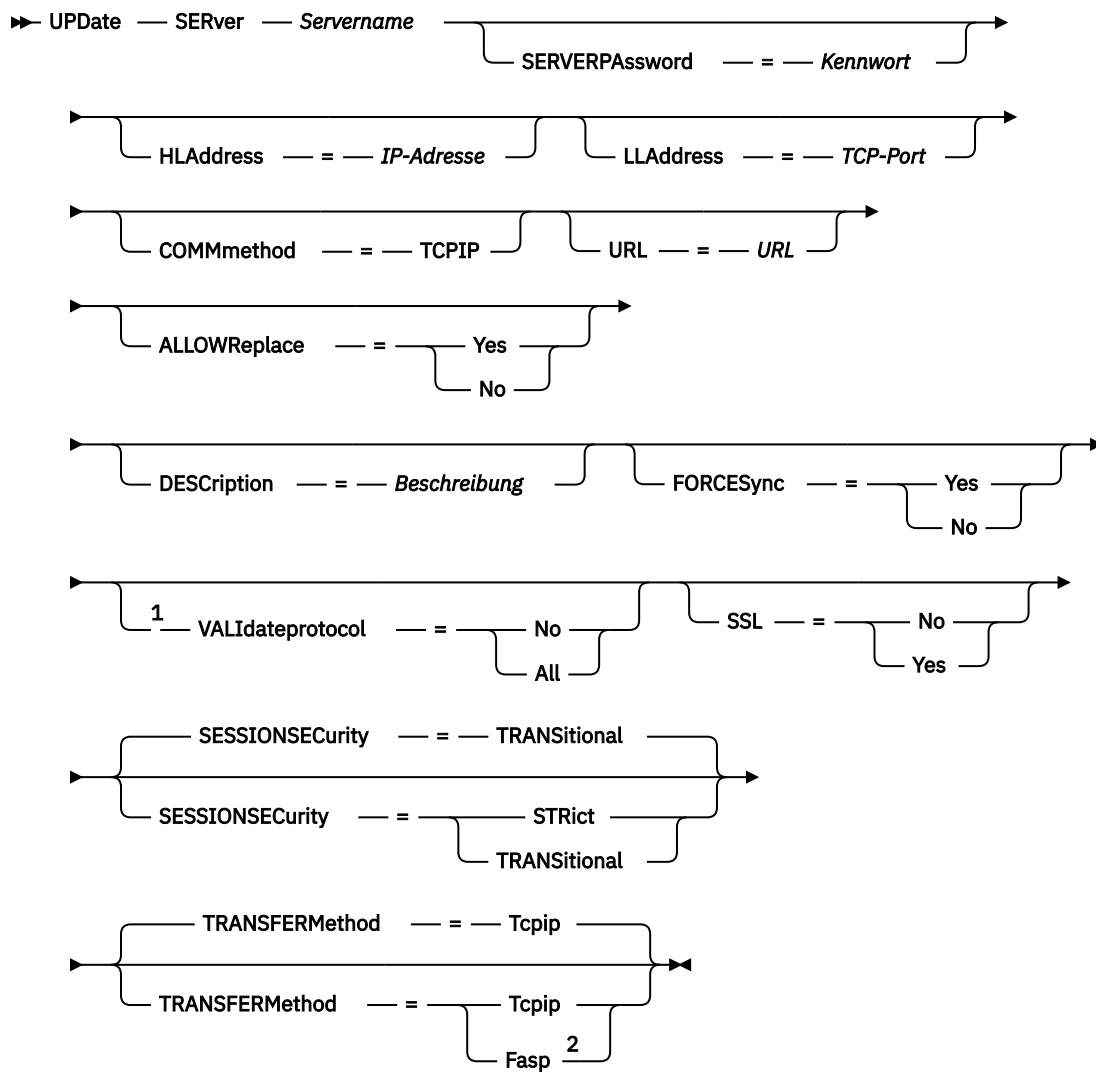 UPDate SERver Servername
SERVERPAssword = Kennwort
HLAddress = IP-Adresse LLAddress = TCP-Port
COMMmethod = TCPIP URL = URL
ALLOWReplace = Yes
No
DESCription = Beschreibung FORCESync = Yes
No
1 VALIdateprotocol = No
All
SSL = No
Yes
SESSIONSECurity = TRANSitional
SESSIONSECurity = STRict
TRANSitional
TRANSFERMethod = Tcpip
TRANSFERMethod = Tcpip
Fasp 2